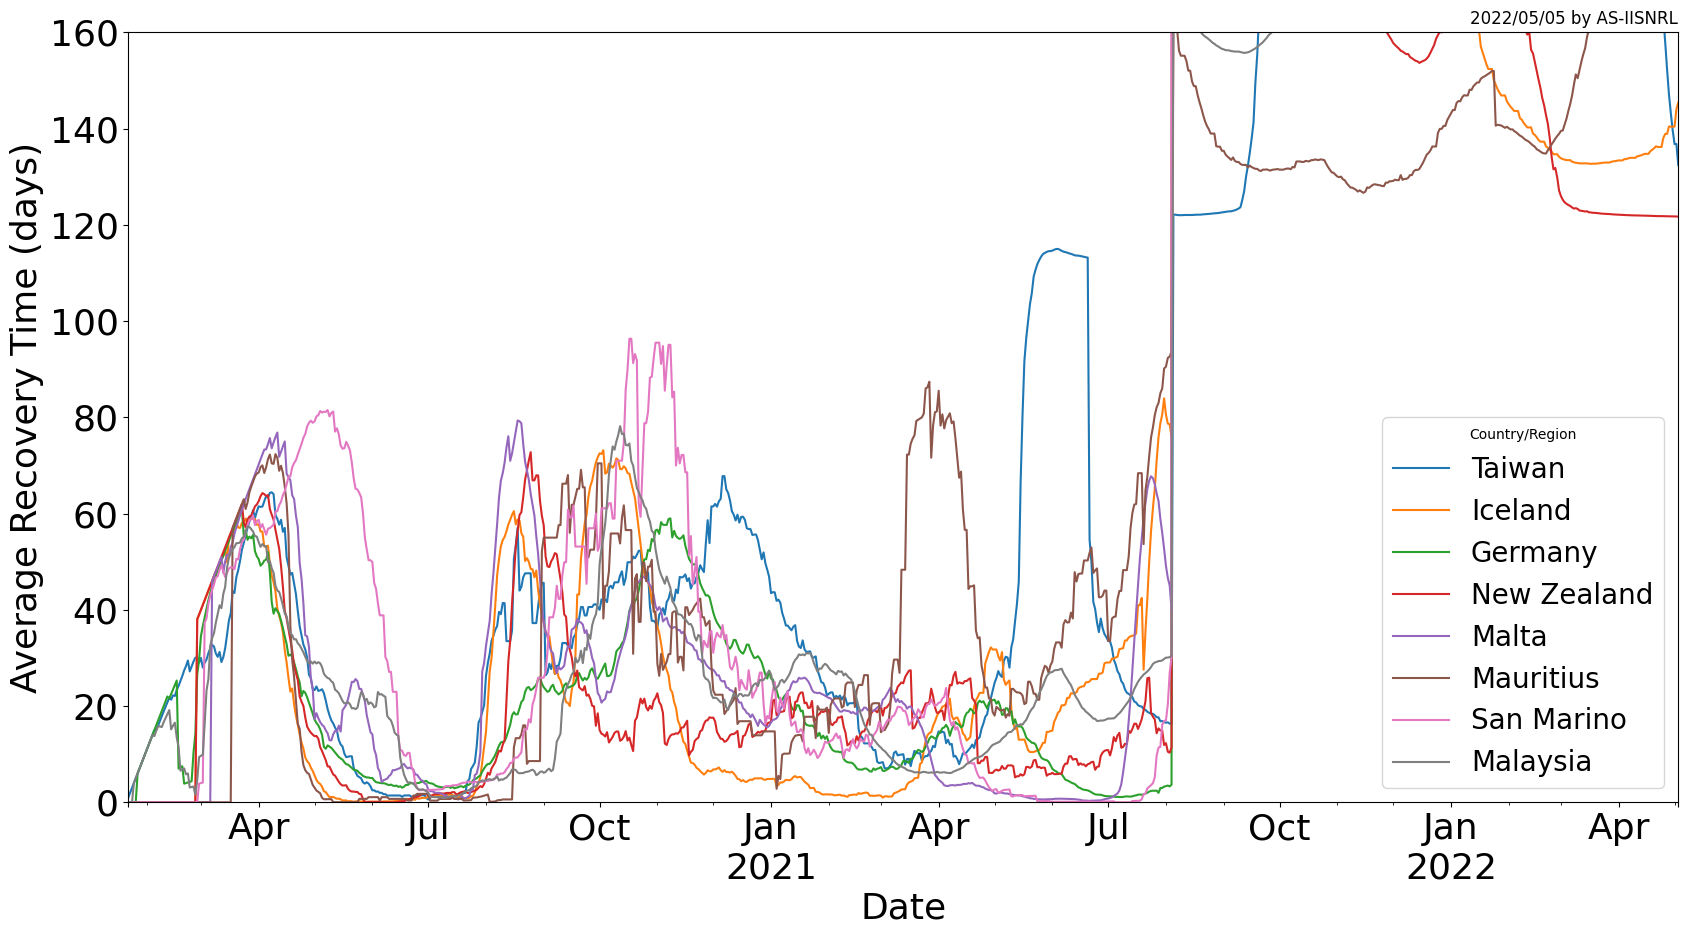 2022/05/05 by AS-IISNRL
160
140
120
100
80
60
40
20
0
Average Recovery Time (days)
Country/Region
Taiwan
Iceland
Germany
New Zealand
Malta
Mauritius
San Marino
Malaysia
Apr Jul Oct Jan Apr Jul Oct Jan Apr
2021 2022
Date